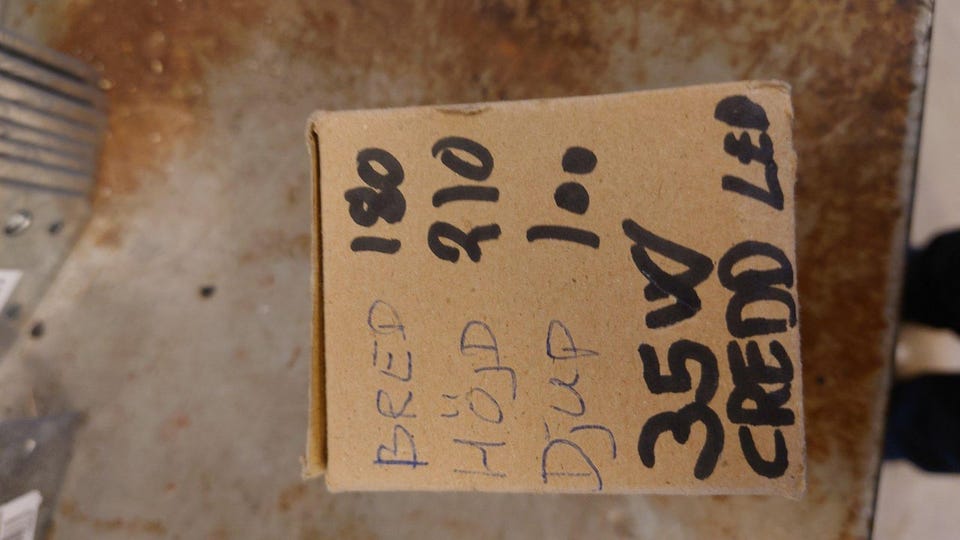 BRED 180
HÖJD 210
DJUP 100
35W
CREDD LED